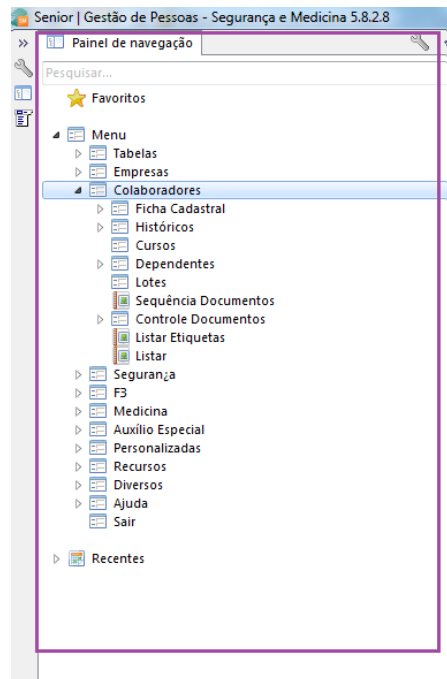 Senior | Gestão de Pessoas - Segurança e Medicina 5.8.2.8
Painel de navegação
Pesquisar...
Favoritos
Menu
Tabelas
Empresas
Colaboradores
Ficha Cadastral
Históricos
Cursos
Dependentes
Lotes
Sequência Documentos
Controle Documentos
Listar Etiquetas
Listar
Seguran¿a
F3
Medicina
Auxílio Especial
Personalizadas
Recursos
Diversos
Ajuda
Sair
Recentes